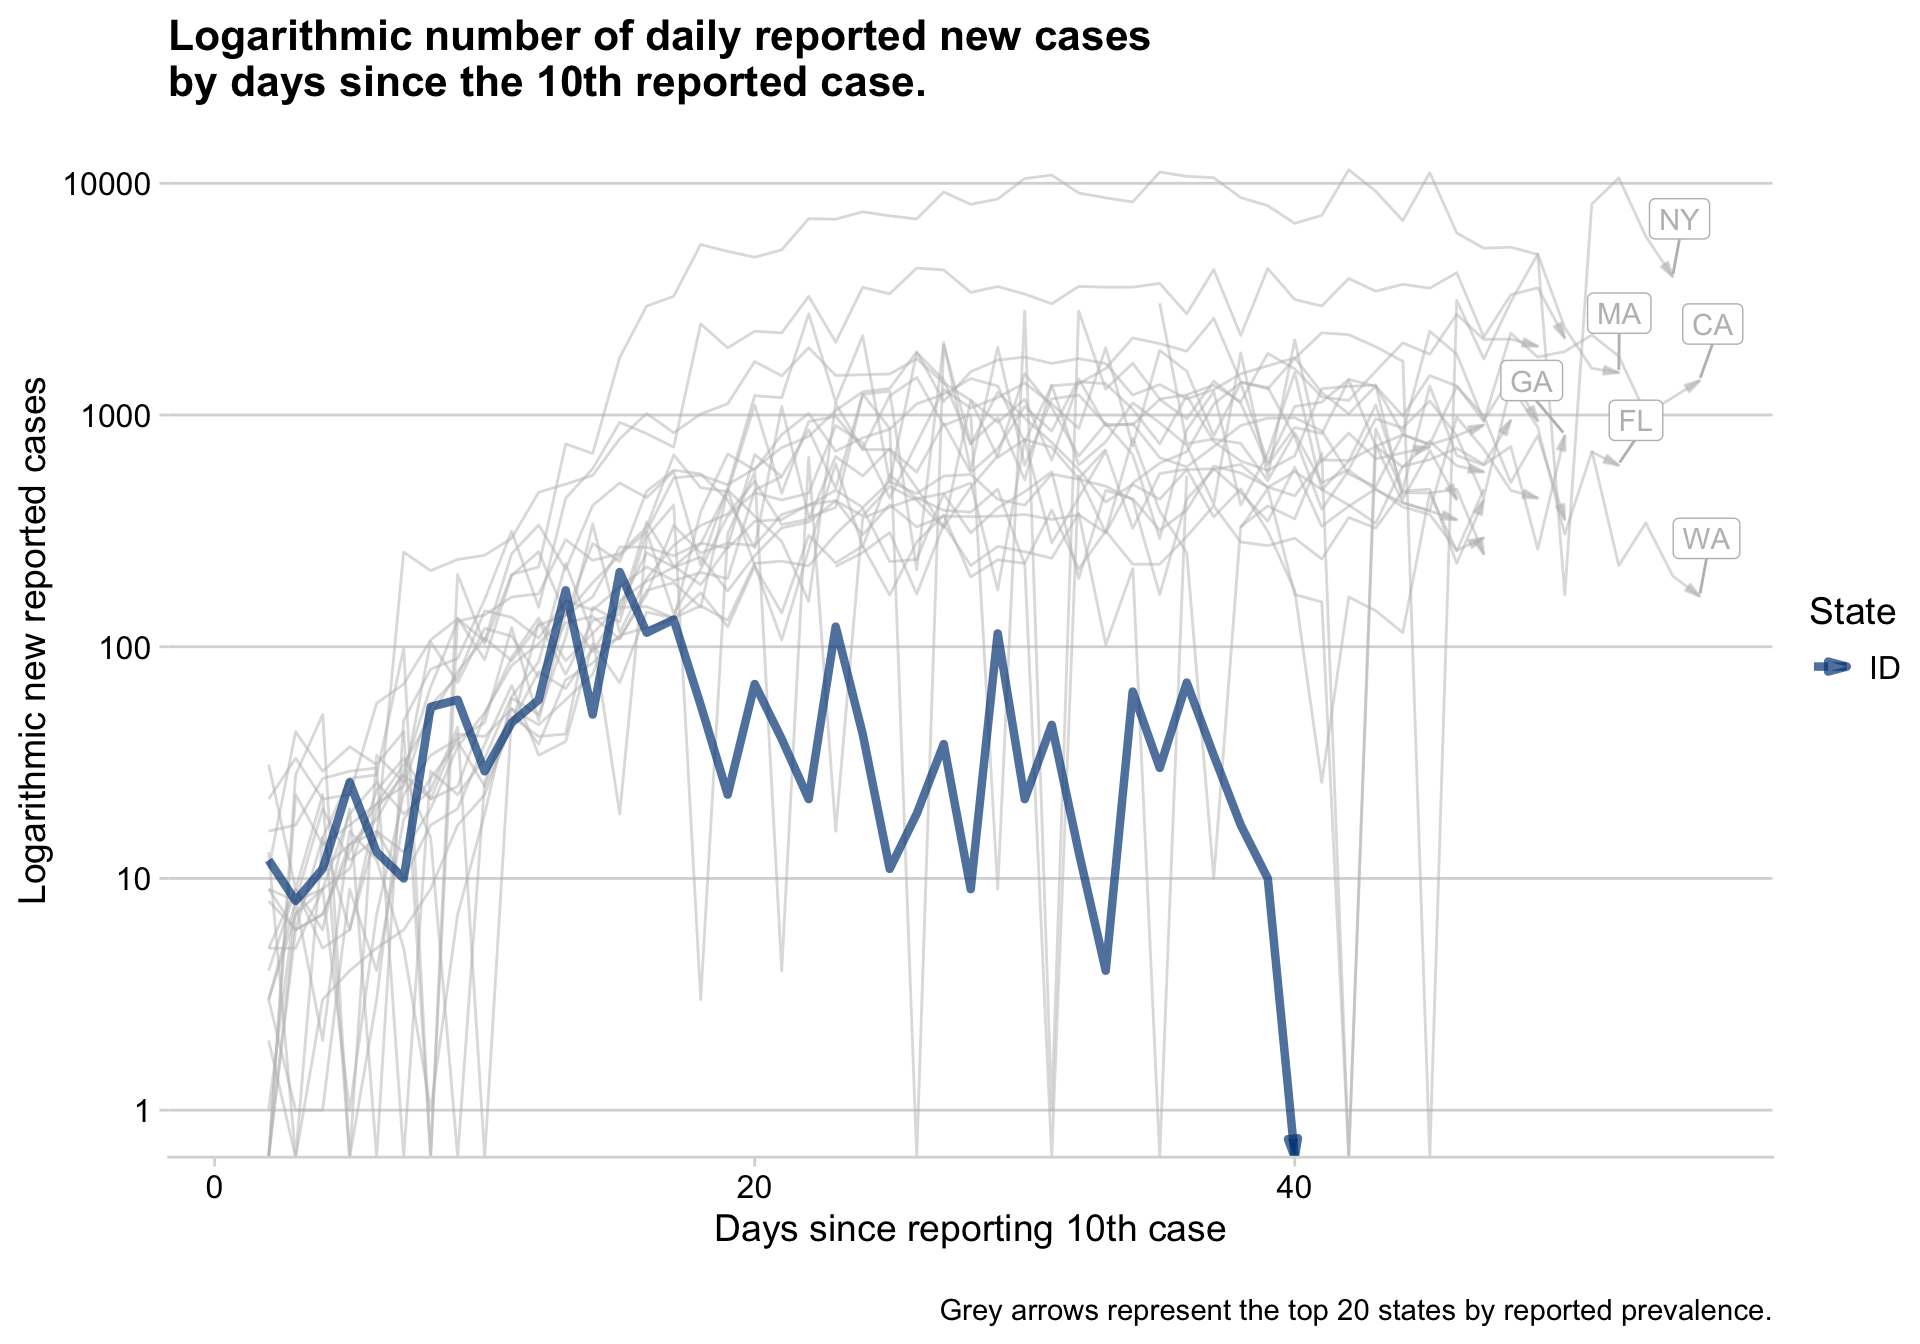 Logarithmic number of daily reported new cases
by days since the 10th reported case.
Logarithmic new reported cases
10000
1000
100
10
1
NY
MA
CA
GA
FL
WA
State
ID
0
20
40
Days since reporting 10th case
Grey arrows represent the top 20 states by reported prevalence.